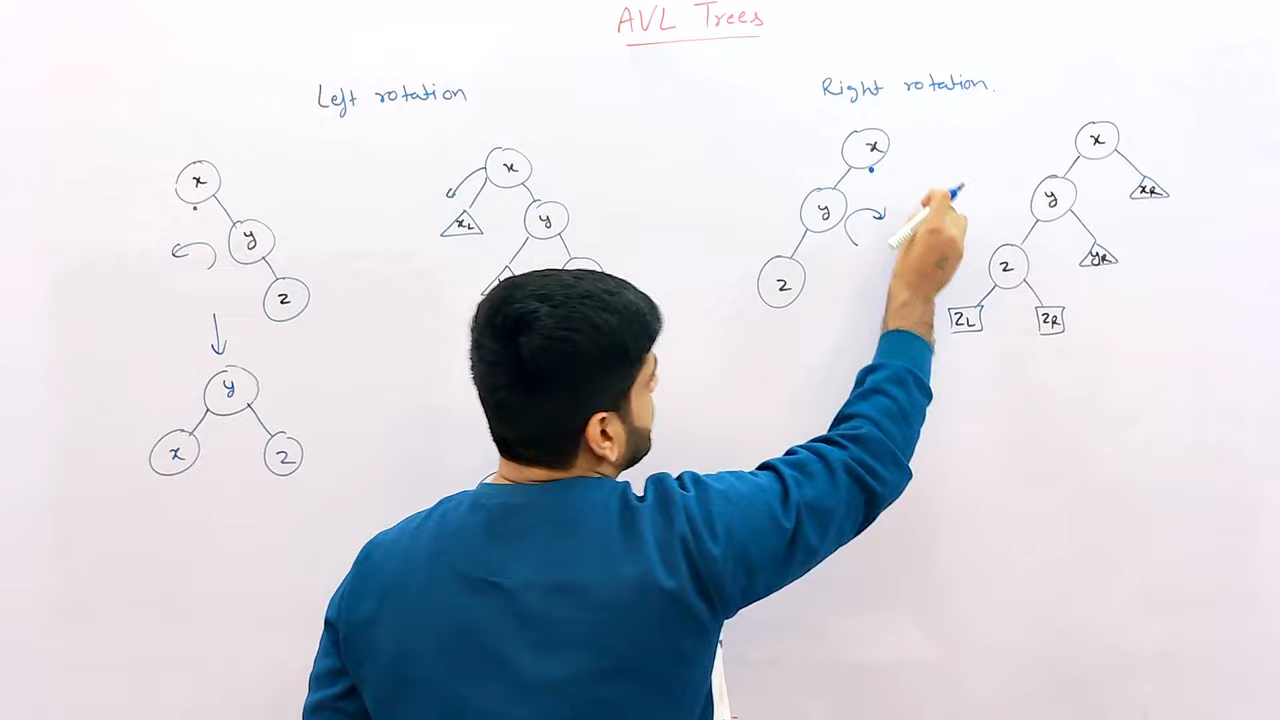 AVL Trees
Left rotation
x
y
z
y
x
z
x
xL
y
Right rotation.
x
y
z
x
xR
y
yR
z
zL
zR